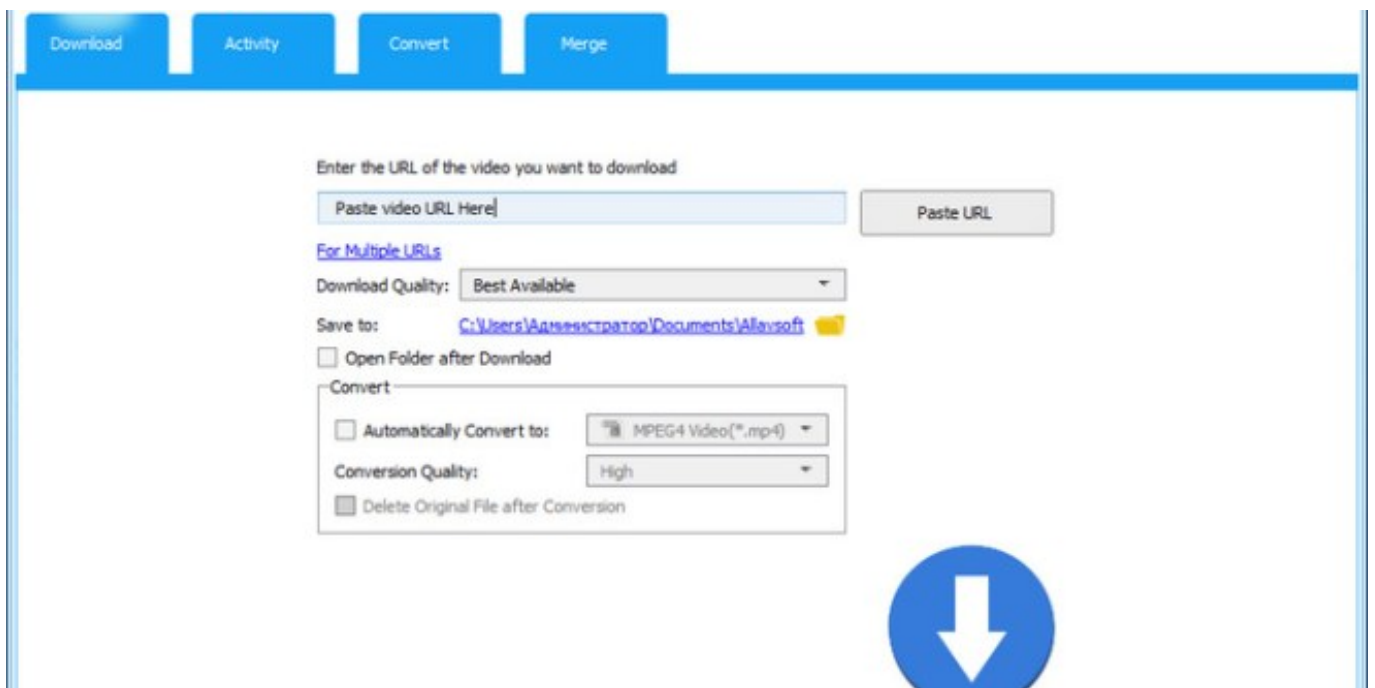 Download Activity Convert Merge
Enter the URL of the video you want to download
Paste video URL Here Paste URL
For Multiple URLs
Download Quality: Best Available
Save to: C:\Users\Администратор\Documents\Allavsoft
Open Folder after Download
Convert
Automatically Convert to: MPEG4 Video(*.mp4)
Conversion Quality: High
Delete Original File after Conversion